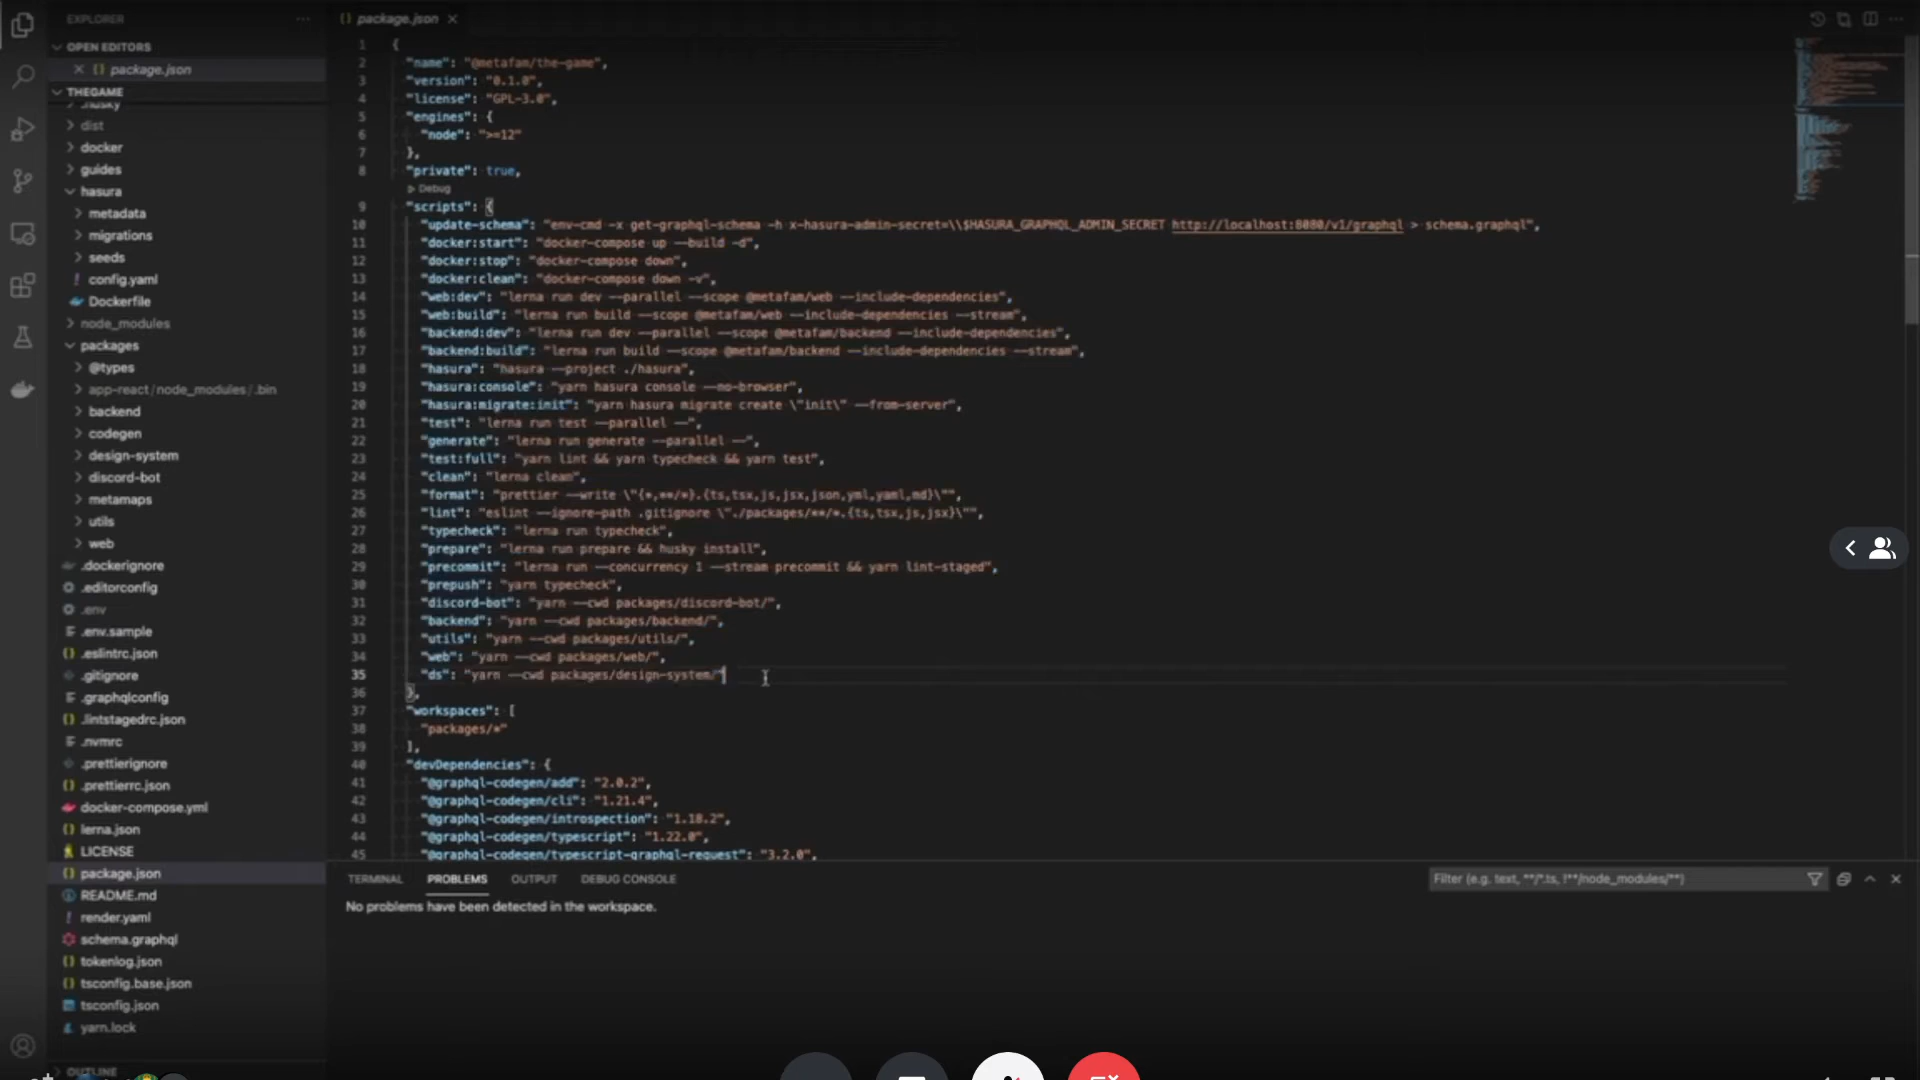 EXPLORER
OPEN EDITORS
package.json
THEGAME
.husky
dist
docker
guides
hasura
metadata
migrations
seeds
config.yaml
Dockerfile
node_modules
packages
@types
app-react/node_modules/.bin
backend
codegen
design-system
discord-bot
metamaps
utils
web
.dockerignore
.editorconfig
.env
.env.sample
.eslintrc.json
.gitignore
.graphqlconfig
.lintstagedrc.json
.nvmrc
.prettierignore
.prettierrc.json
docker-compose.yml
lerna.json
LICENSE
package.json
README.md
render.yaml
schema.graphql
tokenlog.json
tsconfig.base.json
tsconfig.json
yarn.lock
OUTLINE
package.json
1 {
2 "name": "@metafam/the-game",
3 "version": "0.1.0",
4 "license": "GPL-3.0",
5 "engines": {
6 "node": ">=12"
7 },
8 "private": true,
Debug
9 "scripts": {
10 "update-schema": "env-cmd -x get-graphql-schema -h x-hasura-admin-secret=\\$HASURA_GRAPHQL_ADMIN_SECRET http://localhost:8080/v1/graphql > schema.graphql",
11 "docker:start": "docker-compose up --build -d",
12 "docker:stop": "docker-compose down",
13 "docker:clean": "docker-compose down -v",
14 "web:dev": "lerna run dev --parallel --scope @metafam/web --include-dependencies",
15 "web:build": "lerna run build --scope @metafam/web --include-dependencies --stream",
16 "backend:dev": "lerna run dev --parallel --scope @metafam/backend --include-dependencies",
17 "backend:build": "lerna run build --scope @metafam/backend --include-dependencies --stream",
18 "hasura": "hasura --project ./hasura",
19 "hasura:console": "yarn hasura console --no-browser",
20 "hasura:migrate:init": "yarn hasura migrate create \"init\" --from-server",
21 "test": "lerna run test --parallel --",
22 "generate": "lerna run generate --parallel --",
23 "test:full": "yarn lint && yarn typecheck && yarn test",
24 "clean": "lerna clean",
25 "format": "prettier --write \"{*,**/*}.{ts,tsx,js,jsx,json,yml,yaml,md}\"",
26 "lint": "eslint --ignore-path .gitignore \"./packages/**/*.{ts,tsx,js,jsx}\"",
27 "typecheck": "lerna run typecheck",
28 "prepare": "lerna run prepare && husky install",
29 "precommit": "lerna run --concurrency 1 --stream precommit && yarn lint-staged",
30 "prepush": "yarn typecheck",
31 "discord-bot": "yarn --cwd packages/discord-bot/",
32 "backend": "yarn --cwd packages/backend/",
33 "utils": "yarn --cwd packages/utils/",
34 "web": "yarn --cwd packages/web/",
35 "ds": "yarn --cwd packages/design-system/"
36 },
37 "workspaces": [
38 "packages/*"
39 ],
40 "devDependencies": {
41 "@graphql-codegen/add": "2.0.2",
42 "@graphql-codegen/cli": "1.21.4",
43 "@graphql-codegen/introspection": "1.18.2",
44 "@graphql-codegen/typescript": "1.22.0",
45 "@graphql-codegen/typescript-graphql-request": "3.2.0",
TERMINAL PROBLEMS OUTPUT DEBUG CONSOLE
Filter (e.g. text, **/*.ts, !**/node_modules/**)
No problems have been detected in the workspace.